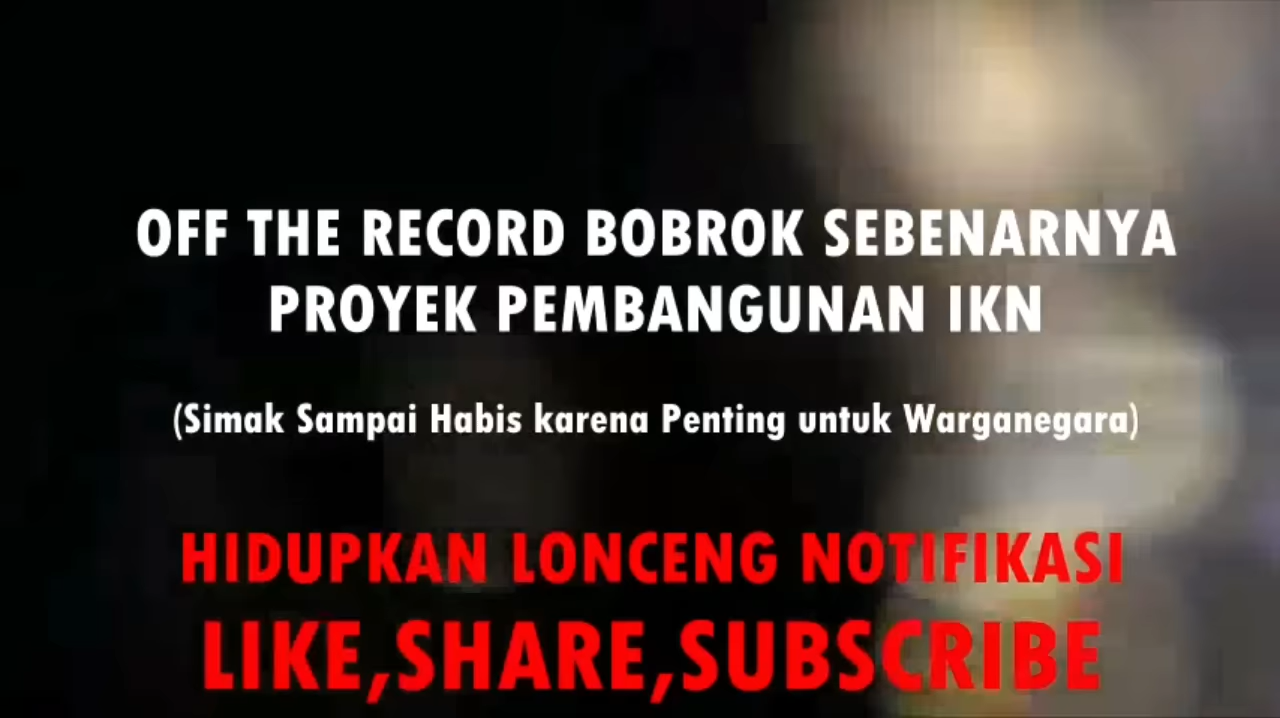 OFF THE RECORD BOBROK SEBENARNYA
PROYEK PEMBANGUNAN IKN
(Simak Sampai Habis karena Penting untuk Warganegara)
HIDUPKAN LONCENG NOTIFIKASI
LIKE,SHARE,SUBSCRIBE